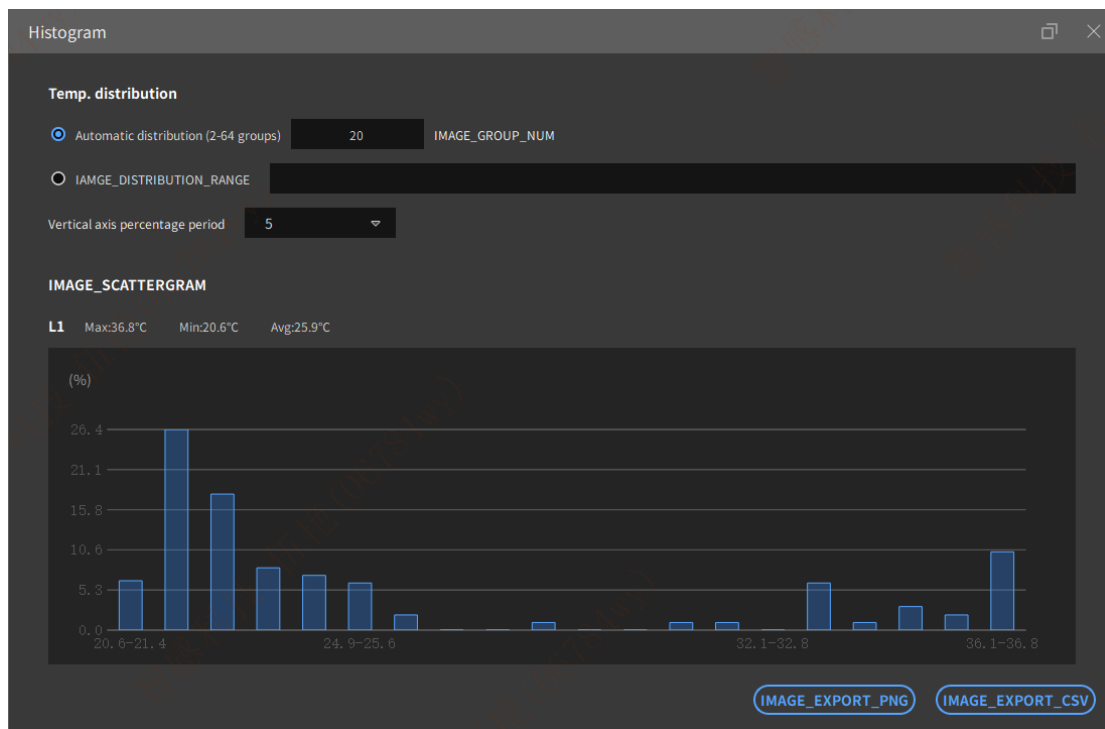 Histogram
Temp. distribution
Automatic distribution (2-64 groups) 20 IMAGE_GROUP_NUM
IAMGE_DISTRIBUTION_RANGE
Vertical axis percentage period 5
IMAGE_SCATTERGRAM
L1 Max:36.8°C Min:20.6°C Avg:25.9°C
(%)
26.4
21.1
15.8
10.6
5.3
0.0
20.6-21.4 24.9-25.6 32.1-32.8 36.1-36.8
IMAGE_EXPORT_PNG IMAGE_EXPORT_CSV